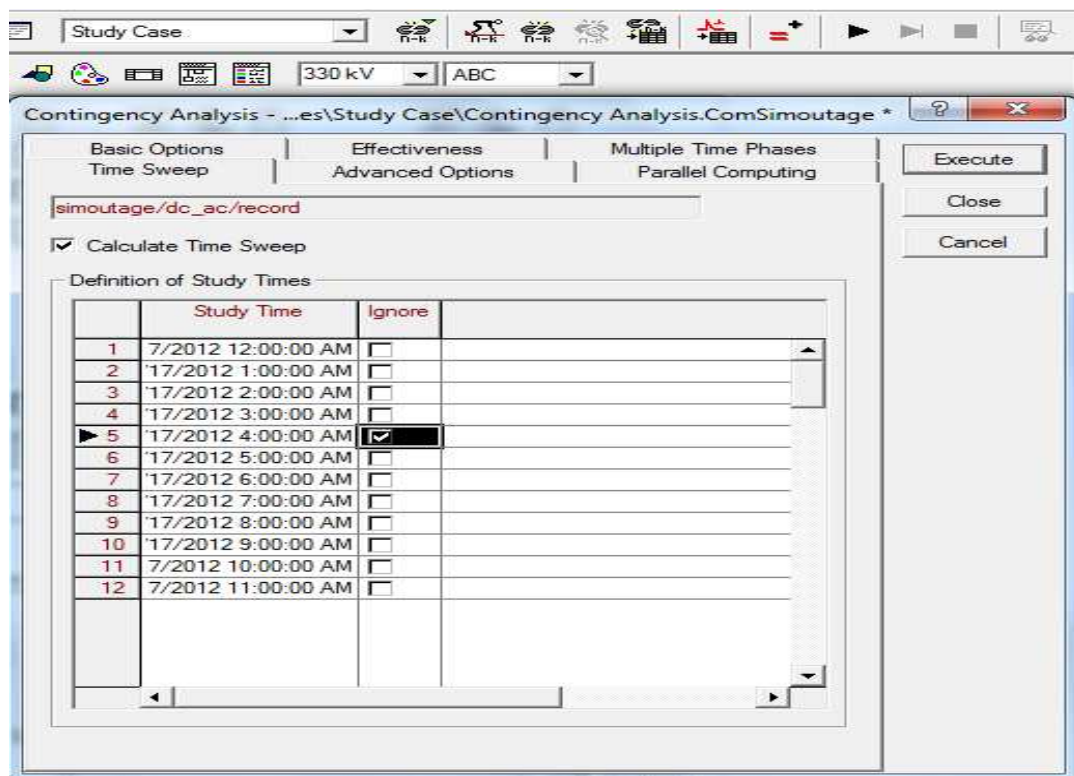 Study Case
n-k n-k n-k n-k
330 kV ABC
Contingency Analysis - ...es\Study Case\Contingency Analysis.ComSimoutage *
Basic Options Effectiveness Multiple Time Phases
Time Sweep Advanced Options Parallel Computing
Execute
Close
Cancel
simoutage/dc_ac/record
Calculate Time Sweep
Definition of Study Times
Study Time Ignore
1 7/2012 12:00:00 AM
2 '17/2012 1:00:00 AM
3 '17/2012 2:00:00 AM
4 '17/2012 3:00:00 AM
5 '17/2012 4:00:00 AM
6 '17/2012 5:00:00 AM
7 '17/2012 6:00:00 AM
8 '17/2012 7:00:00 AM
9 '17/2012 8:00:00 AM
10 '17/2012 9:00:00 AM
11 7/2012 10:00:00 AM
12 7/2012 11:00:00 AM